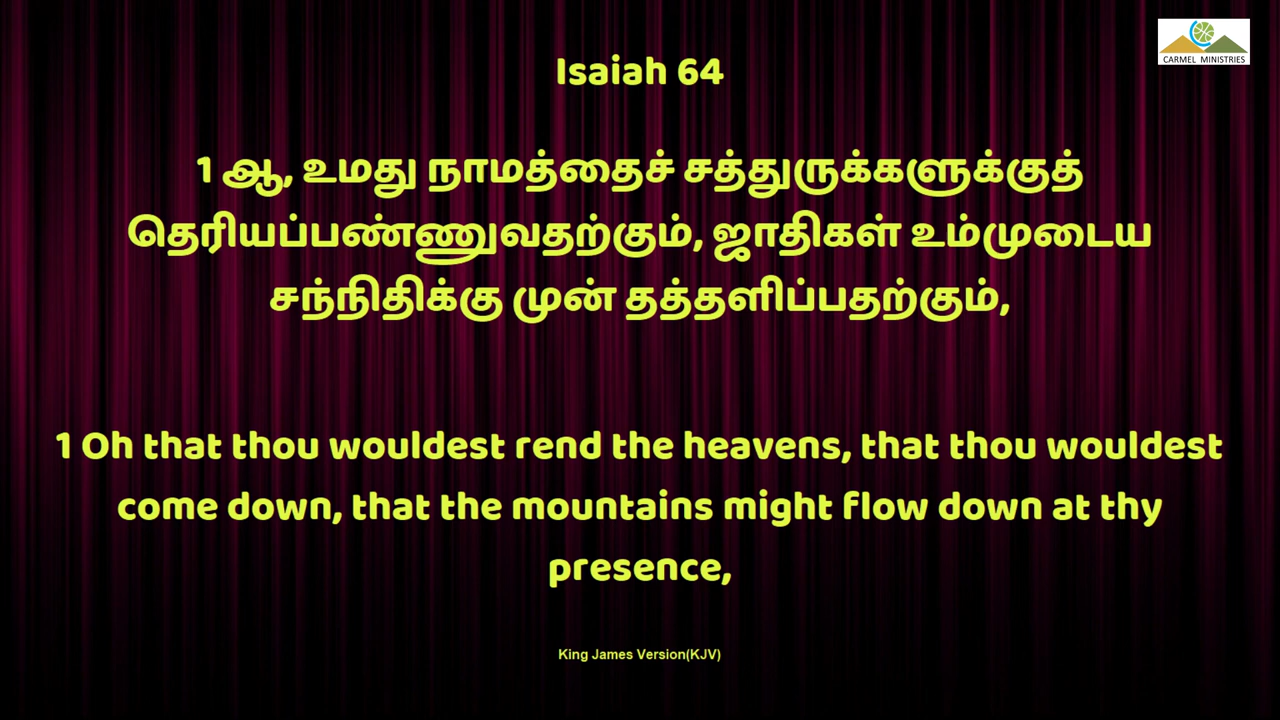 CARMEL MINISTRIES
Isaiah 64
1 ஆ, உமது நாமத்தைச் சத்துருக்களுக்குத்
தெரியப்பண்ணுவதற்கும், ஜாதிகள் உம்முடைய
சந்நிதிக்கு முன் தத்தளிப்பதற்கும்,
1 Oh that thou wouldest rend the heavens, that thou wouldest
come down, that the mountains might flow down at thy
presence,
King James Version(KJV)